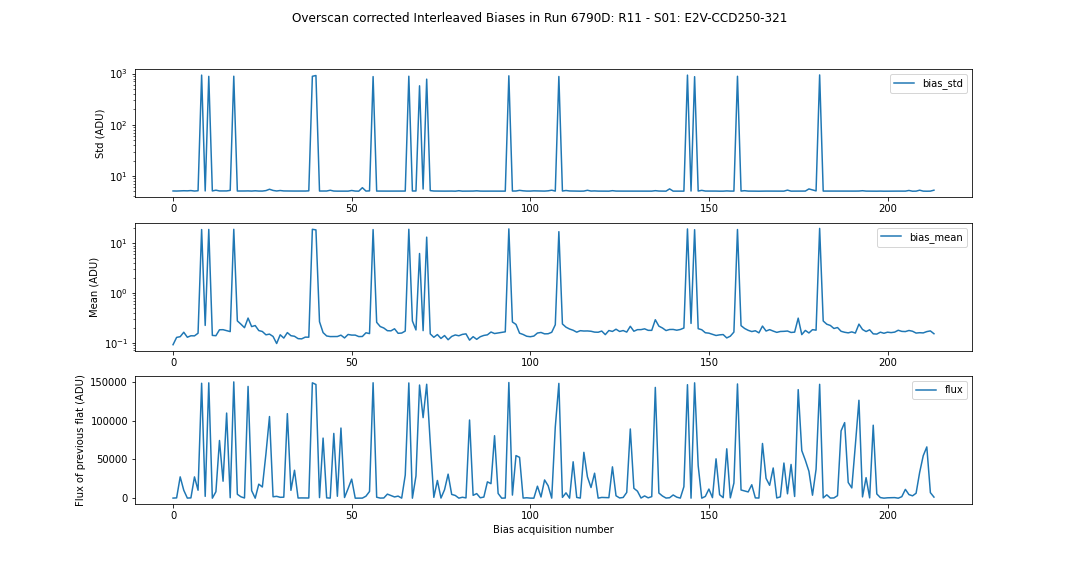 Overscan corrected Interleaved Biases in Run 6790D: R11 - S01: E2V-CCD250-321
10³
10²
10¹
Std (ADU)
bias_std
0 50 100 150 200
10¹
10⁰
10⁻¹
Mean (ADU)
bias_mean
0 50 100 150 200
150000
100000
50000
0
Flux of previous flat (ADU)
flux
0 50 100 150 200
Bias acquisition number